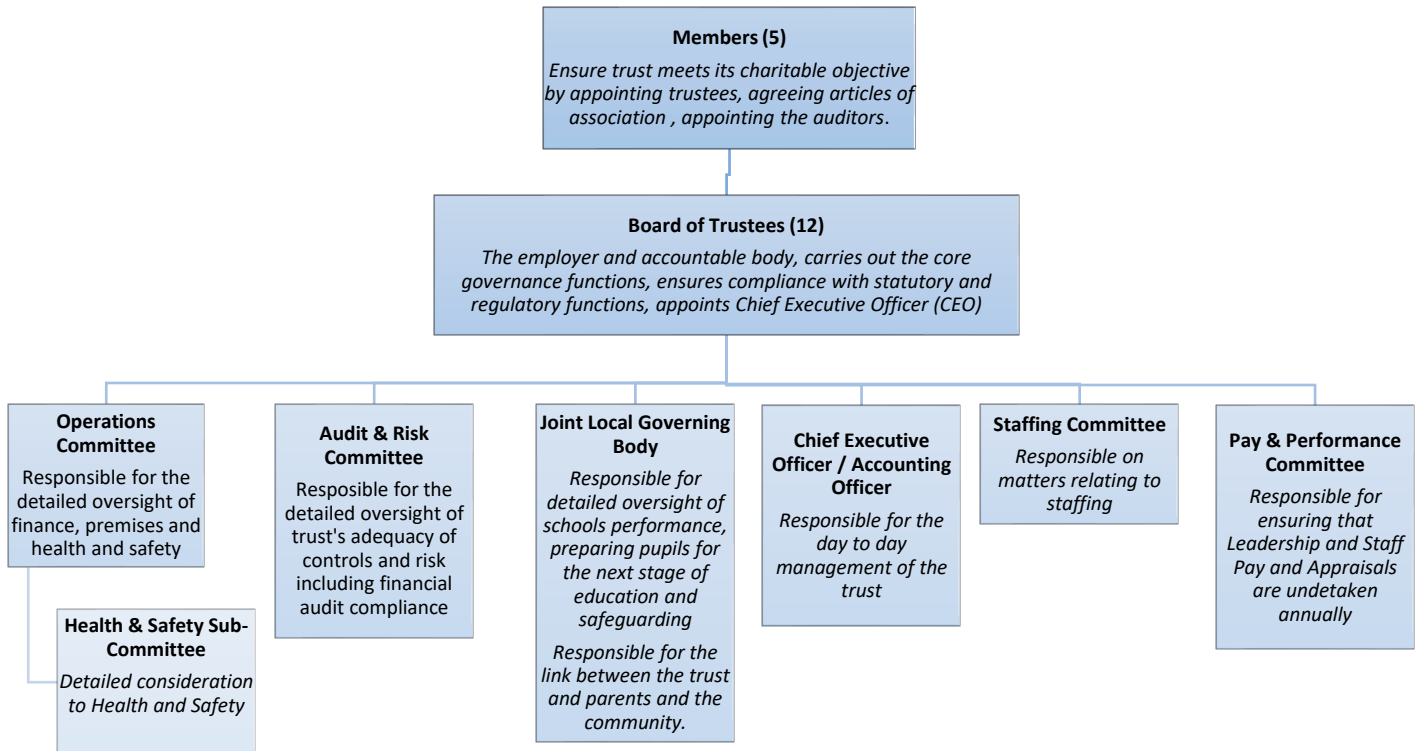 Members (5)
Ensure trust meets its charitable objective
by appointing trustees, agreeing articles of
association , appointing the auditors.
Board of Trustees (12)
The employer and accountable body, carries out the core
governance functions, ensures compliance with statutory and
regulatory functions, appoints Chief Executive Officer (CEO)
Operations
Committee
Responsible for the
detailed oversight of
finance, premises and
health and safety
Health & Safety Sub-
Committee
Detailed consideration
to Health and Safety
Audit & Risk
Committee
Resposible for the
detailed oversight of
trust's adequacy of
controls and risk
including financial
audit compliance
Joint Local Governing
Body
Responsible for
detailed oversight of
schools performance,
preparing pupils for
the next stage of
education and
safeguarding
Responsible for the
link between the trust
and parents and the
community.
Chief Executive
Officer / Accounting
Officer
Responsible for the
day to day
management of the
trust
Staffing Committee
Responsible on
matters relating to
staffing
Pay & Performance
Committee
Responsible for
ensuring that
Leadership and Staff
Pay and Appraisals
are undertaken
annually